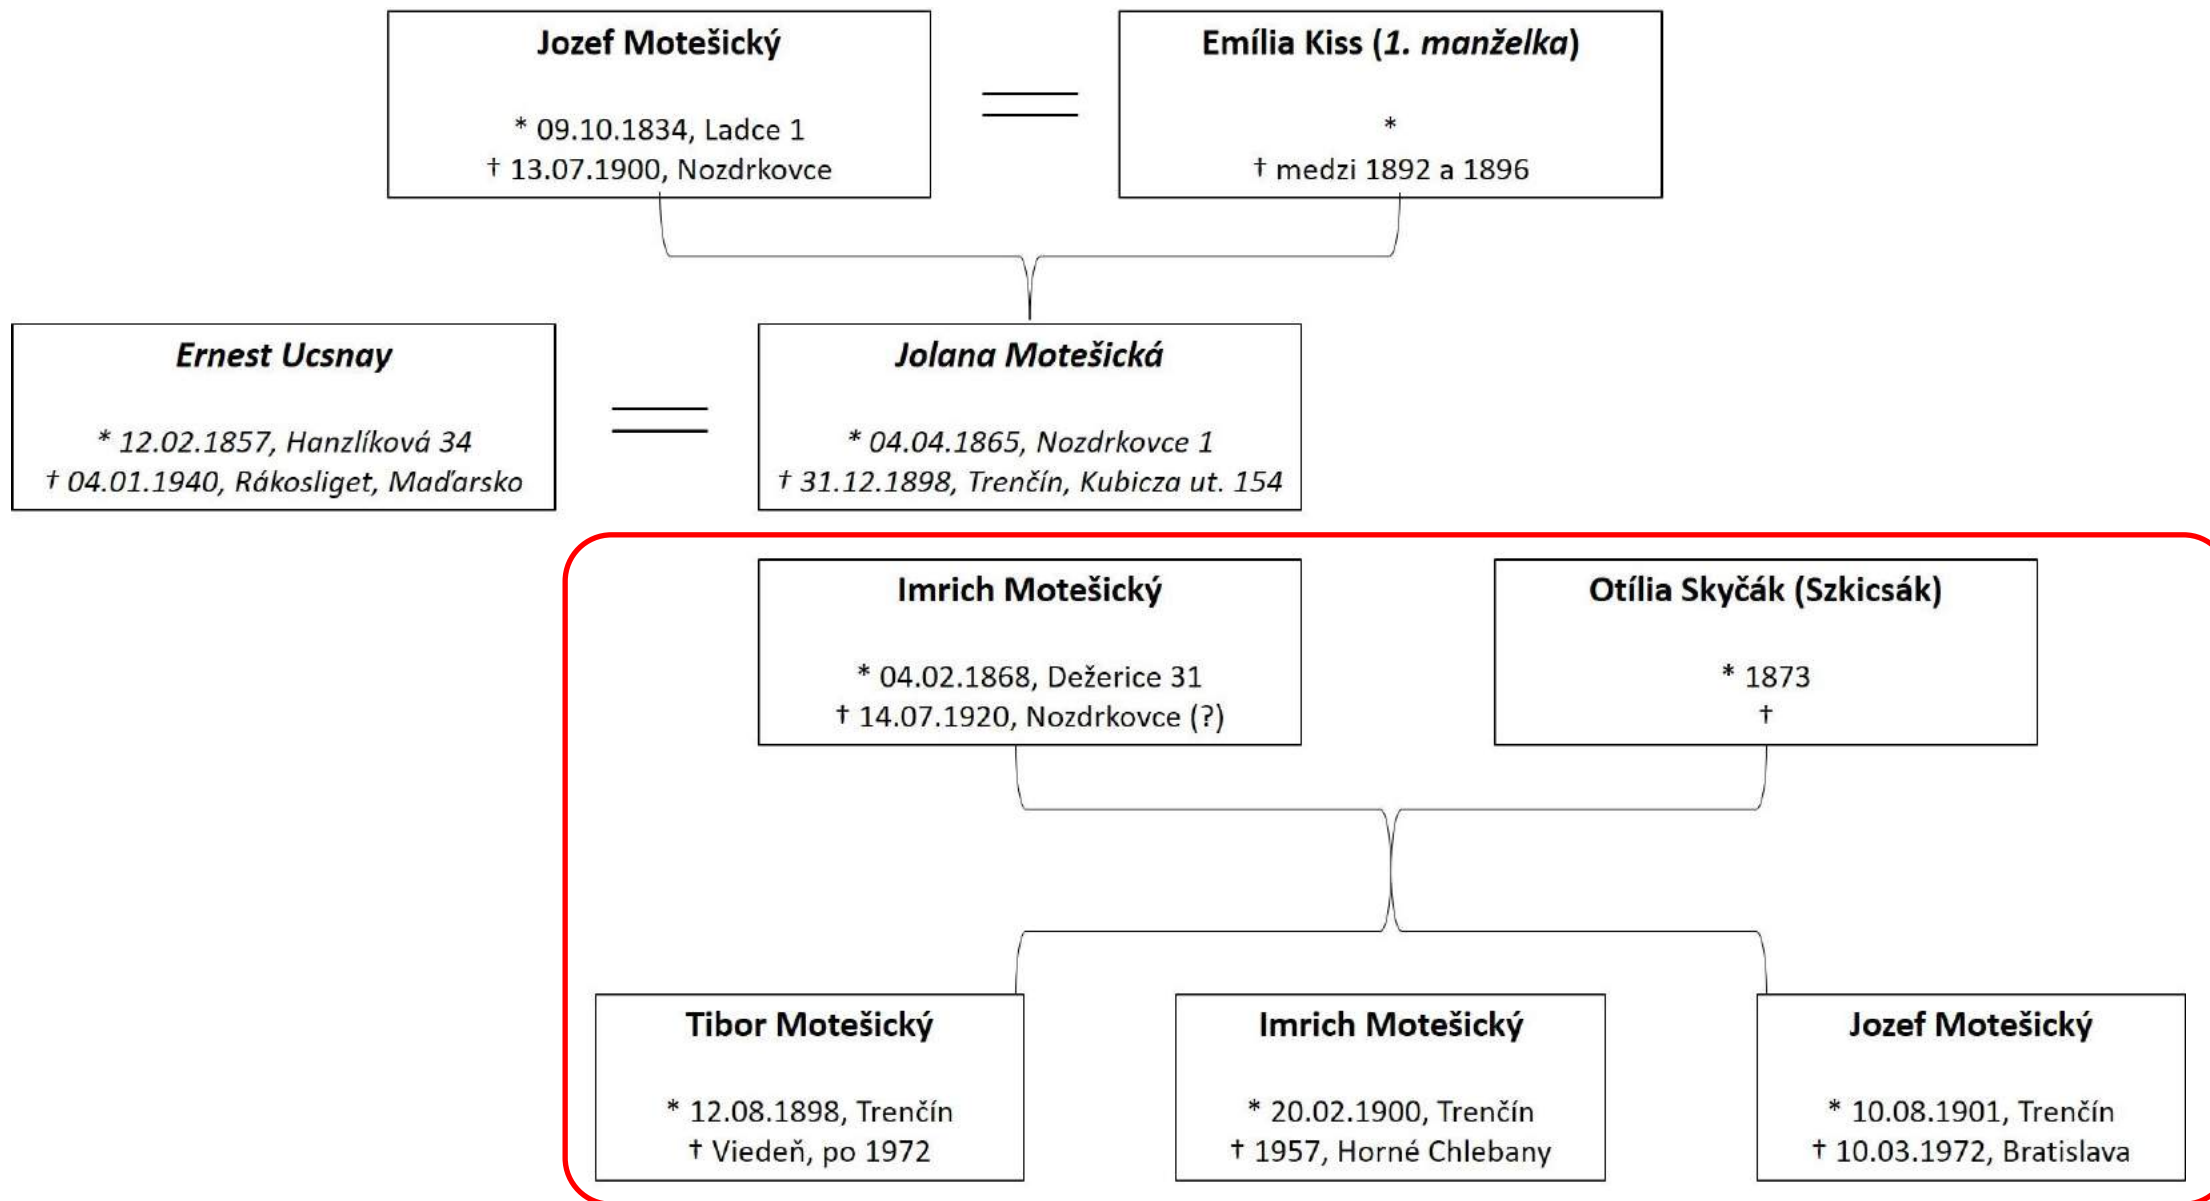 Jozef Motešický
* 09.10.1834, Ladce 1
† 13.07.1900, Nozdrkovce
Emília Kiss (1. manželka)
*
† medzi 1892 a 1896
Ernest Ucsnay
* 12.02.1857, Hanzlíková 34
† 04.01.1940, Rákosliget, Maďarsko
Jolana Motešická
* 04.04.1865, Nozdrkovce 1
† 31.12.1898, Trenčín, Kubicza ut. 154
Imrich Motešický
* 04.02.1868, Dežerice 31
† 14.07.1920, Nozdrkovce (?)
Otília Skyčák (Szkicsák)
* 1873
†
Tibor Motešický
* 12.08.1898, Trenčín
† Viedeň, po 1972
Imrich Motešický
* 20.02.1900, Trenčín
† 1957, Horné Chlebany
Jozef Motešický
* 10.08.1901, Trenčín
† 10.03.1972, Bratislava